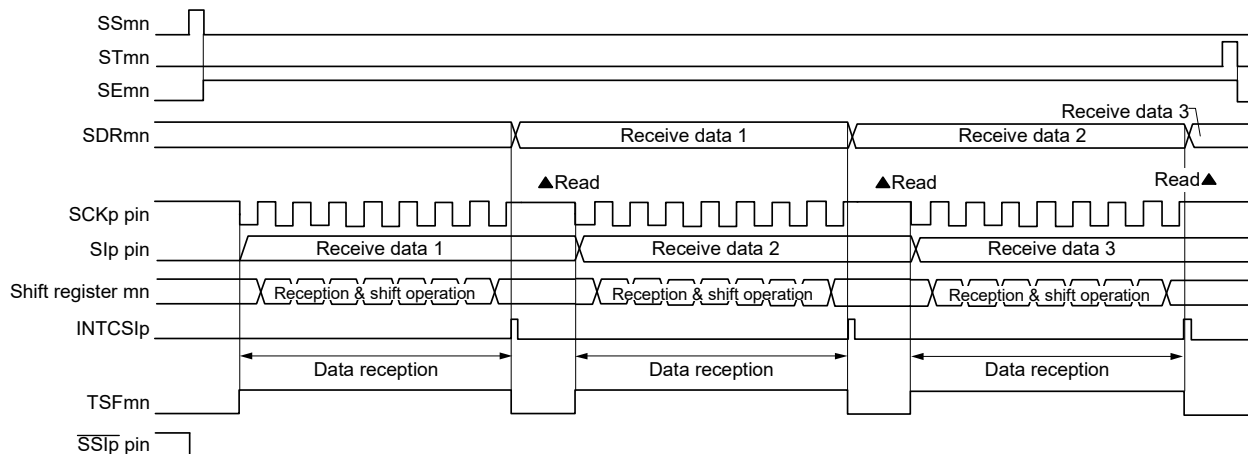 SSmn
STmn
SEmn
Receive data 3
SDRmn Receive data 1 Receive data 2
▲Read ▲Read Read▲
SCKp pin
SIp pin Receive data 1 Receive data 2 Receive data 3
Shift register mn Reception & shift operation Reception & shift operation Reception & shift operation
INTCSIp
Data reception Data reception Data reception
TSFmn
SSIp pin